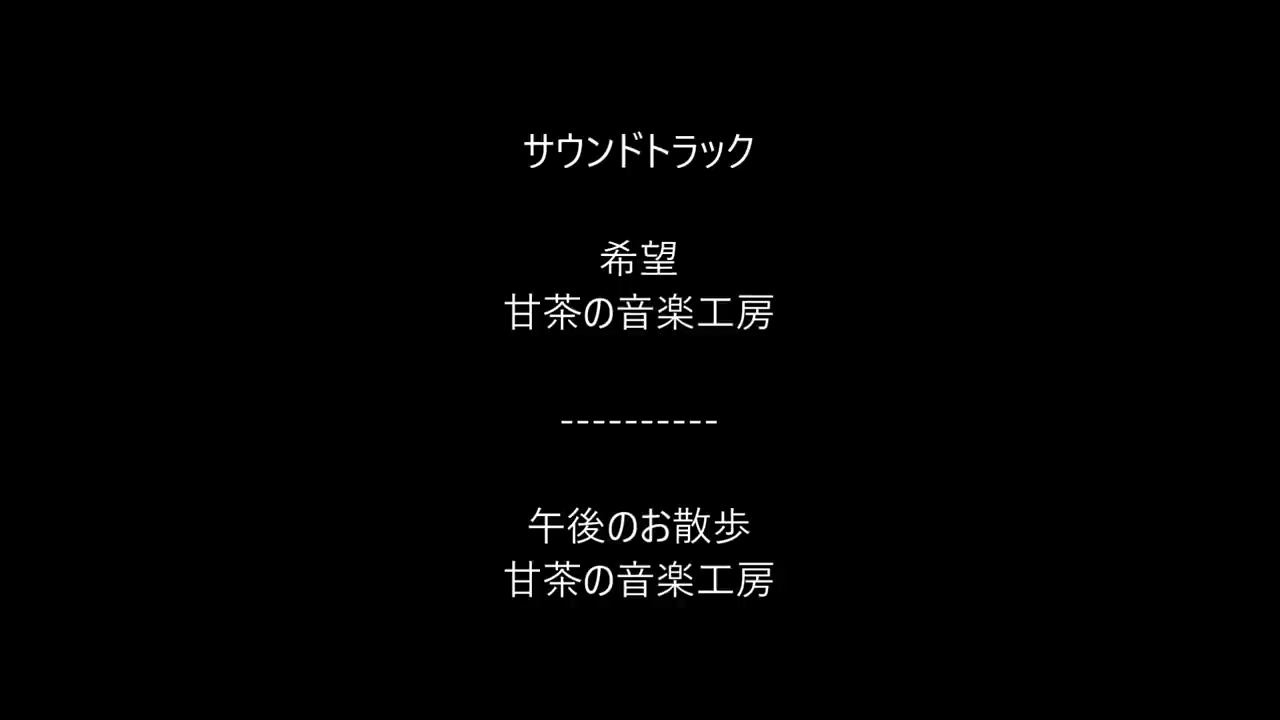 サウンドトラック
希望
甘茶の音楽工房
----------
午後のお散歩
甘茶の音楽工房